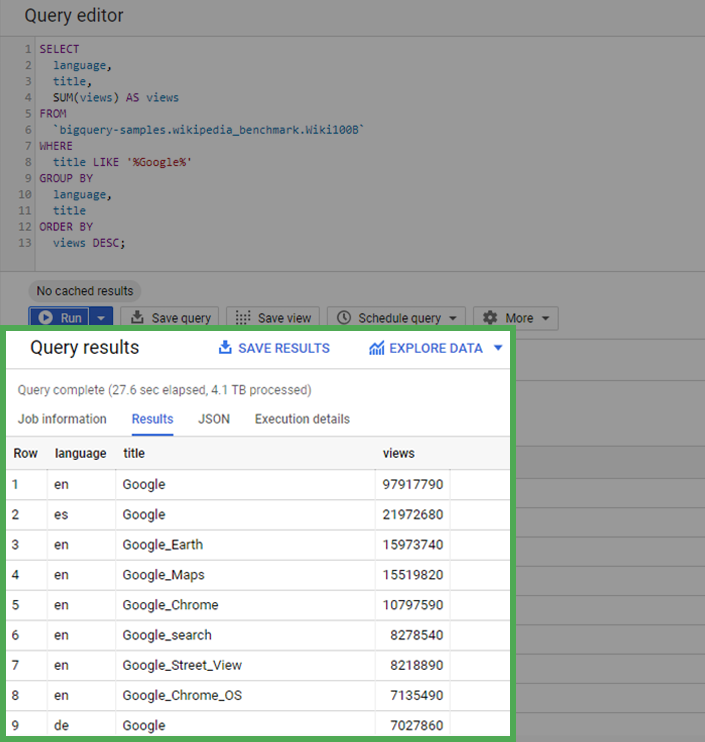 Query editor
1 SELECT
2 language,
3 title,
4 SUM(views) AS views
5 FROM
6 `bigquery-samples.wikipedia_benchmark.Wiki100B`
7 WHERE
8 title LIKE '%Google%'
9 GROUP BY
10 language,
11 title
12 ORDER BY
13 views DESC;
No cached results
Run Save query Save view Schedule query More
Query results SAVE RESULTS EXPLORE DATA
Query complete (27.6 sec elapsed, 4.1 TB processed)
Job information Results JSON Execution details
Row language title views
1 en Google 97917790
2 es Google 21972680
3 en Google_Earth 15973740
4 en Google_Maps 15519820
5 en Google_Chrome 10797590
6 en Google_search 8278540
7 en Google_Street_View 8218890
8 en Google_Chrome_OS 7135490
9 de Google 7027860